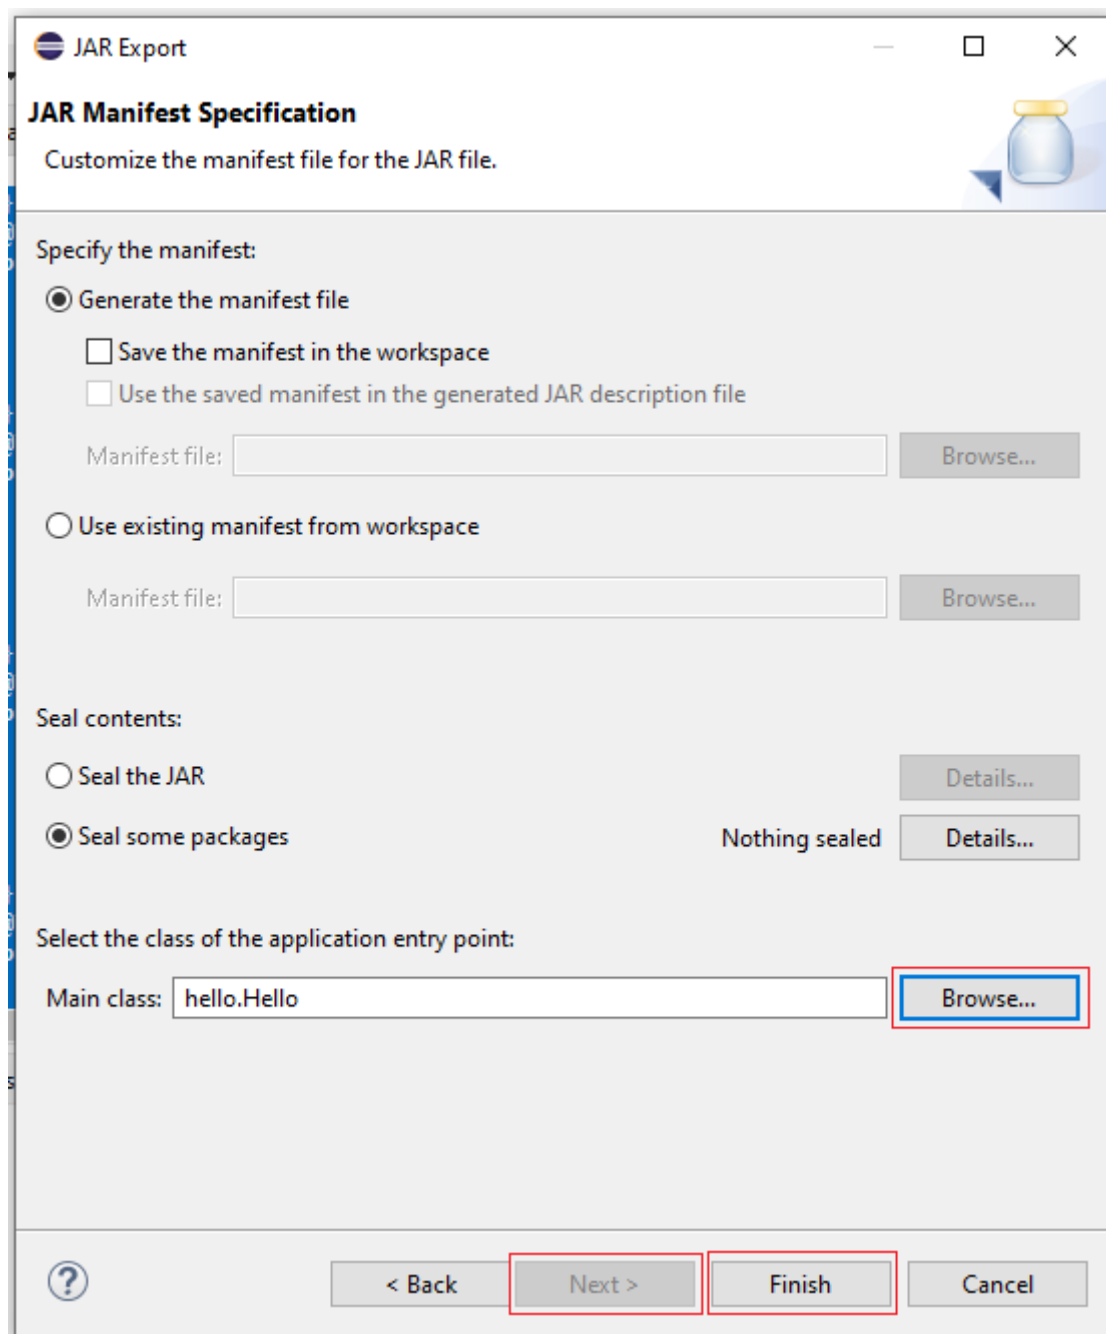 JAR Export
JAR Manifest Specification
Customize the manifest file for the JAR file.
Specify the manifest:
Generate the manifest file
Save the manifest in the workspace
Use the saved manifest in the generated JAR description file
Manifest file: Browse...
Use existing manifest from workspace
Manifest file: Browse...
Seal contents:
Seal the JAR Details...
Seal some packages Nothing sealed Details...
Select the class of the application entry point:
Main class: hello.Hello Browse...
? < Back Next > Finish Cancel